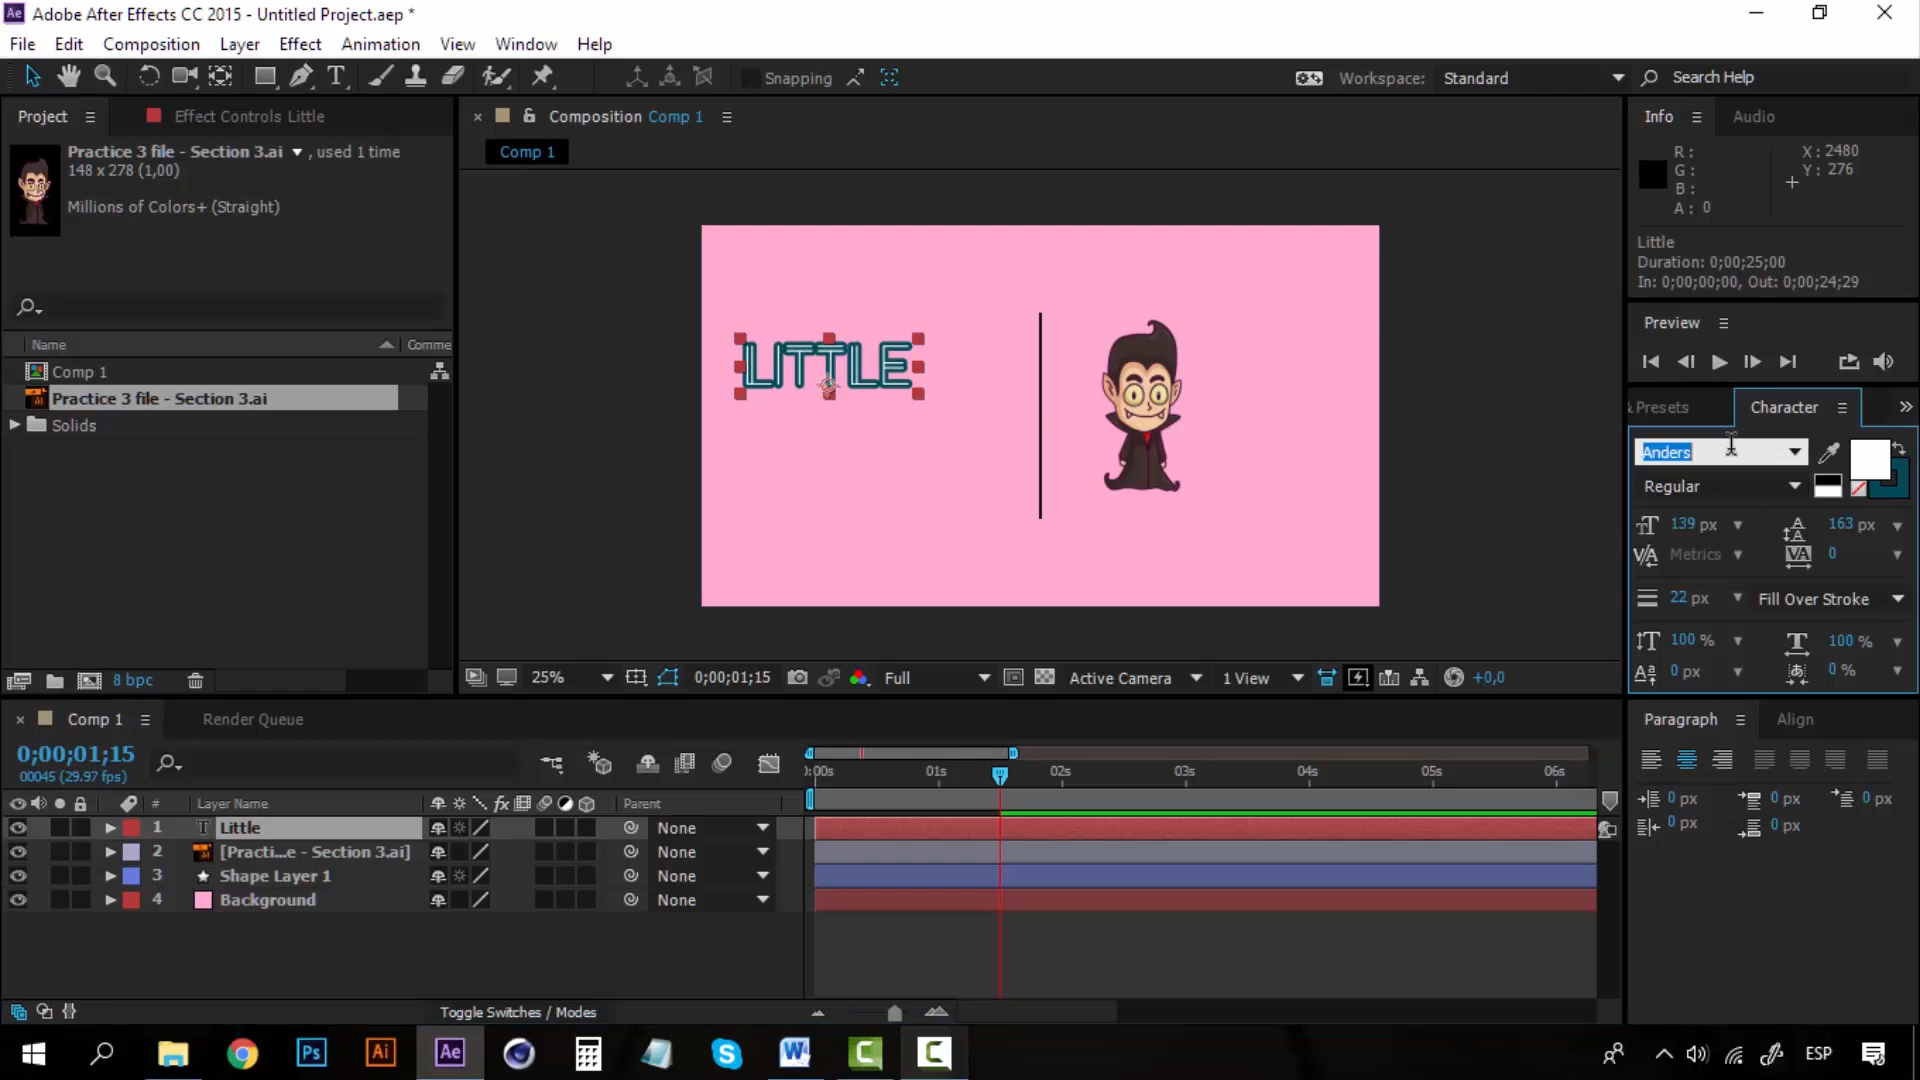 Adobe After Effects CC 2015 - Untitled Project.aep *
File Edit Composition Layer Effect Animation View Window Help
Snapping
Workspace: Standard
Search Help
Project
Effect Controls Little
Practice 3 file - Section 3.ai , used 1 time
148 x 278 (1,00)
Millions of Colors+ (Straight)
Name
Comme
Comp 1
Practice 3 file - Section 3.ai
Solids
8 bpc
Composition Comp 1
Comp 1
LITTLE
25%
0;00;01;15
Full
Active Camera
1 View
+0,0
Info
Audio
R :
G :
B :
A : 0
X : 2480
Y : 276
Little
Duration: 0;00;25;00
In: 0;00;00;00, Out: 0;00;24;29
Preview
& Presets
Character
Anders
Regular
139 px
163 px
Metrics
0
22 px
Fill Over Stroke
100 %
100 %
0 px
0 %
Comp 1
Render Queue
0;00;01;15
00045 (29.97 fps)
# Layer Name
Parent
):00s 01s 02s 03s 04s 05s 06s
1 Little None
2 [Practi...e - Section 3.ai] None
3 Shape Layer 1 None
4 Background None
Toggle Switches / Modes
Paragraph
Align
0 px 0 px 0 px
0 px 0 px
Ps
Ai
Ae
ESP